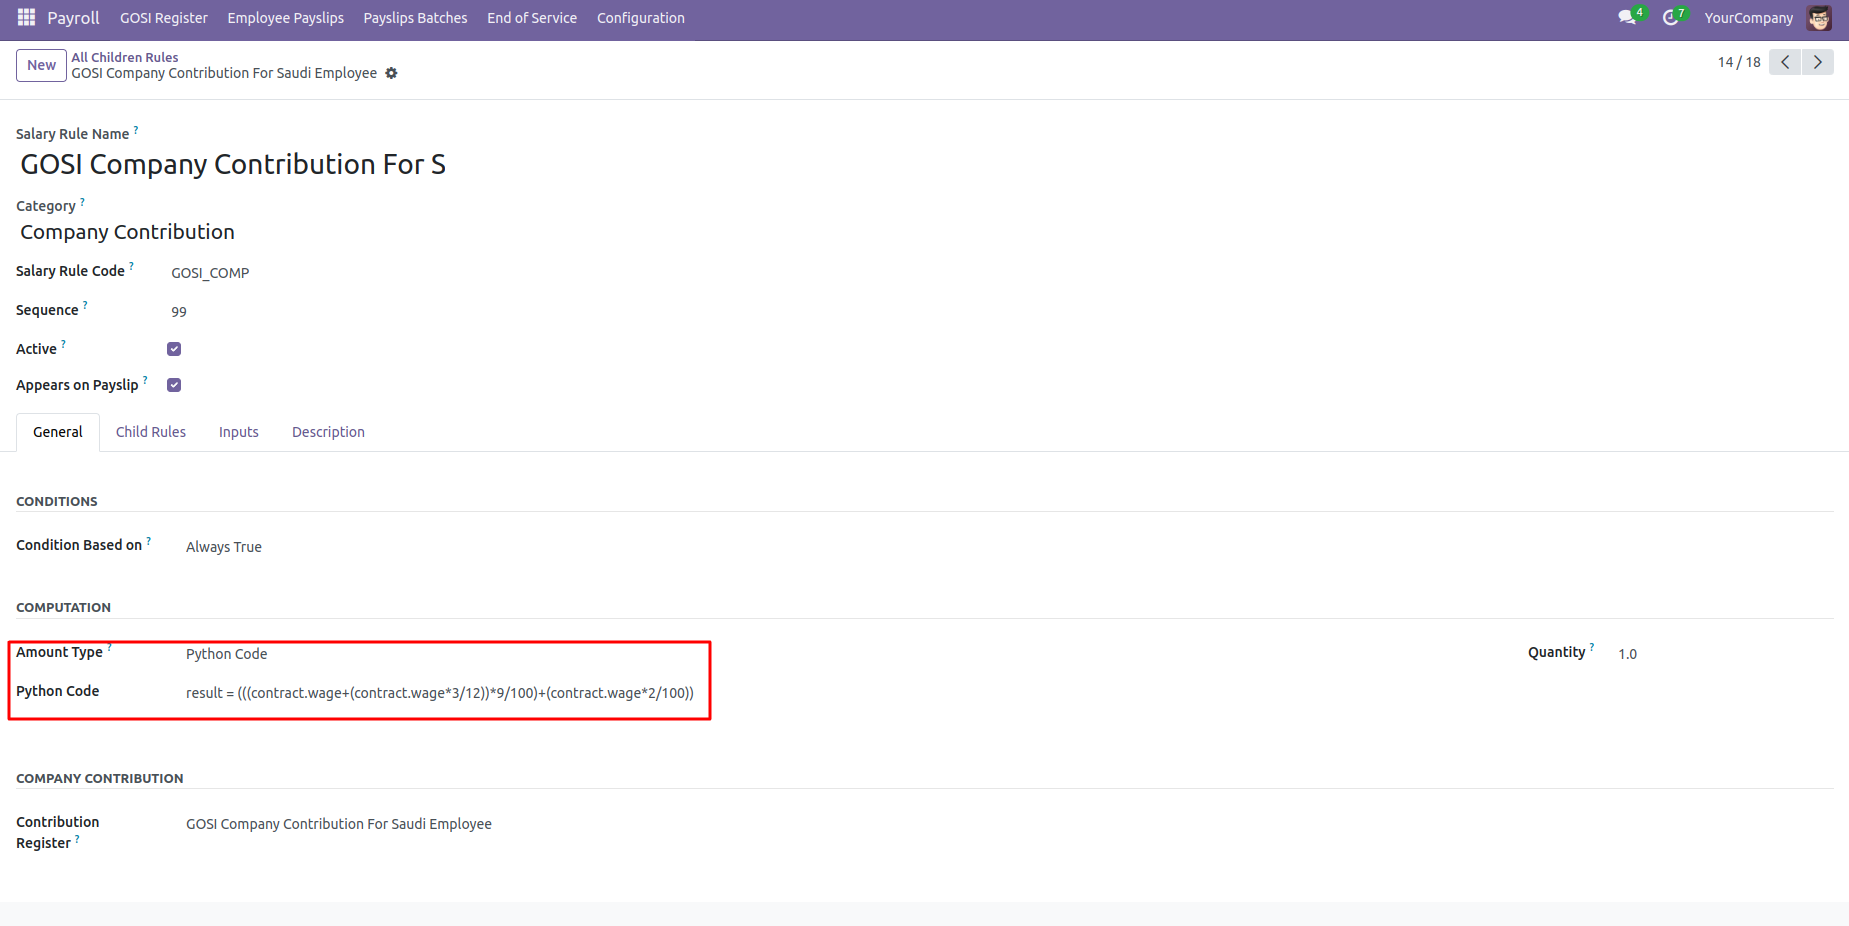 Payroll GOSI Register Employee Payslips Payslips Batches End of Service Configuration 4 7 YourCompany
New All Children Rules
GOSI Company Contribution For Saudi Employee 14 / 18
Salary Rule Name ?
GOSI Company Contribution For S
Category ?
Company Contribution
Salary Rule Code ? GOSI_COMP
Sequence ? 99
Active ?
Appears on Payslip ?
General Child Rules Inputs Description
CONDITIONS
Condition Based on ? Always True
COMPUTATION
Amount Type ? Python Code Quantity ? 1.0
Python Code result = (((contract.wage+(contract.wage*3/12))*9/100)+(contract.wage*2/100))
COMPANY CONTRIBUTION
Contribution Register ? GOSI Company Contribution For Saudi Employee